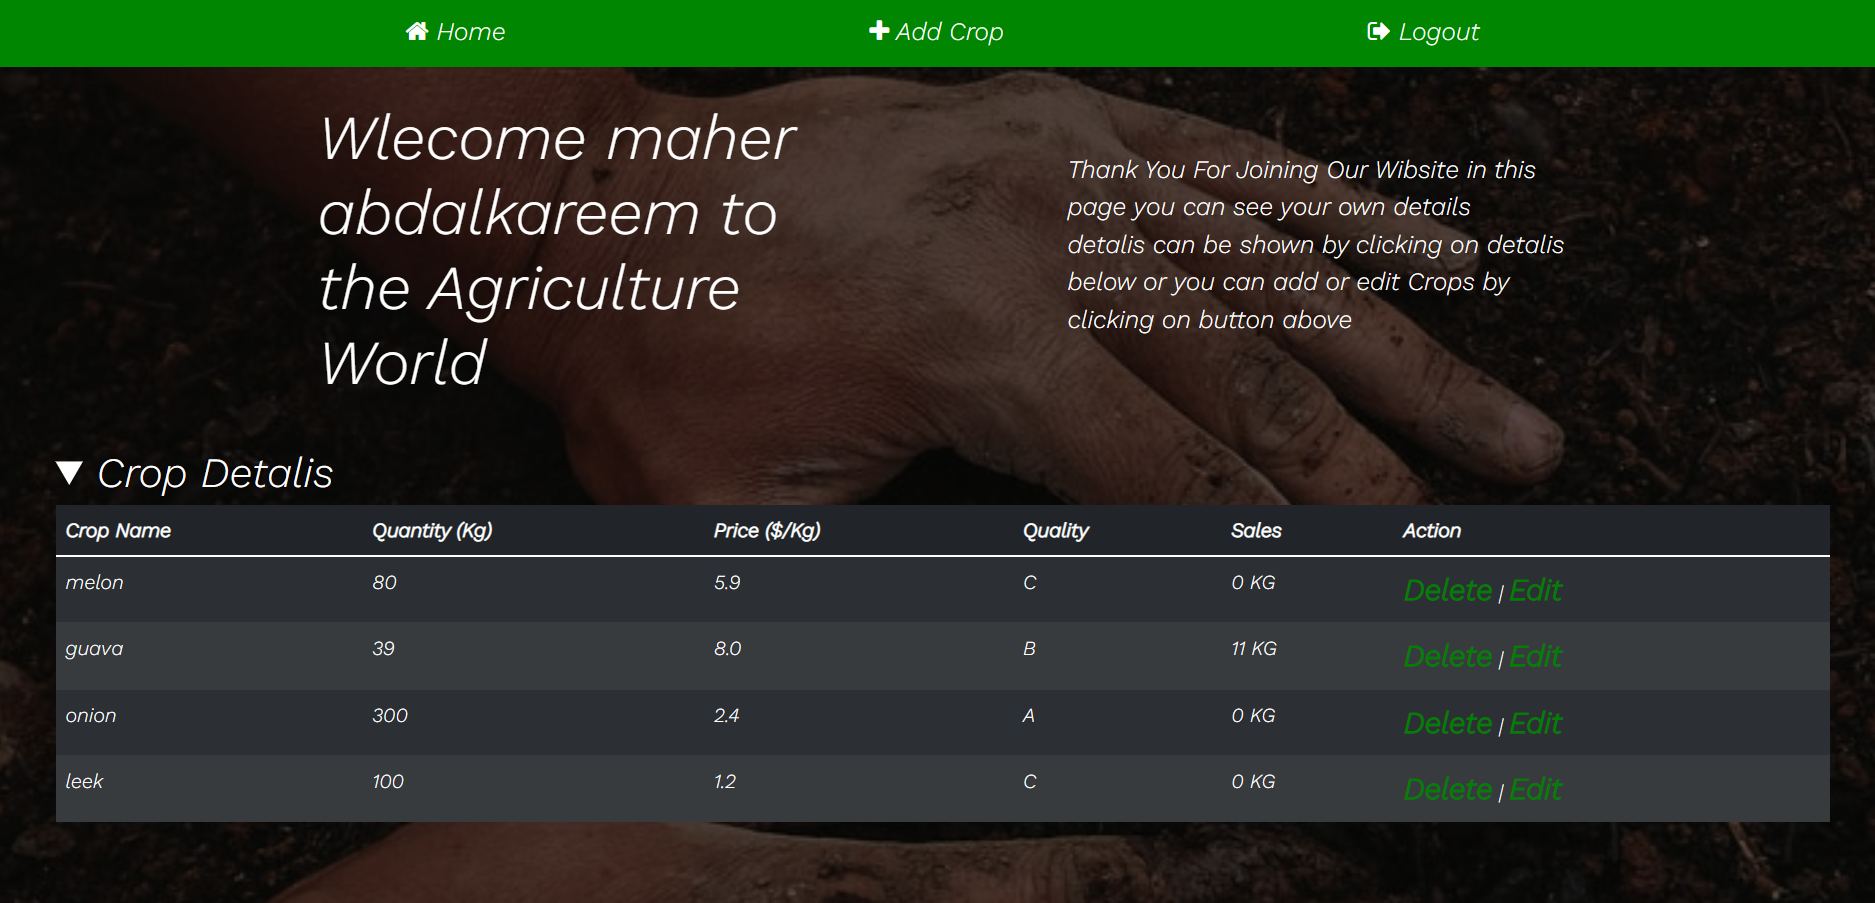 Home Add Crop Logout
Wlecome maher
abdalkareem to
the Agriculture
World
Thank You For Joining Our Wibsite in this
page you can see your own details
detalis can be shown by clicking on detalis
below or you can add or edit Crops by
clicking on button above
Crop Detalis
Crop Name Quantity (Kg) Price ($/Kg) Quality Sales Action
melon 80 5.9 C 0 KG Delete | Edit
guava 39 8.0 B 11 KG Delete | Edit
onion 300 2.4 A 0 KG Delete | Edit
leek 100 1.2 C 0 KG Delete | Edit